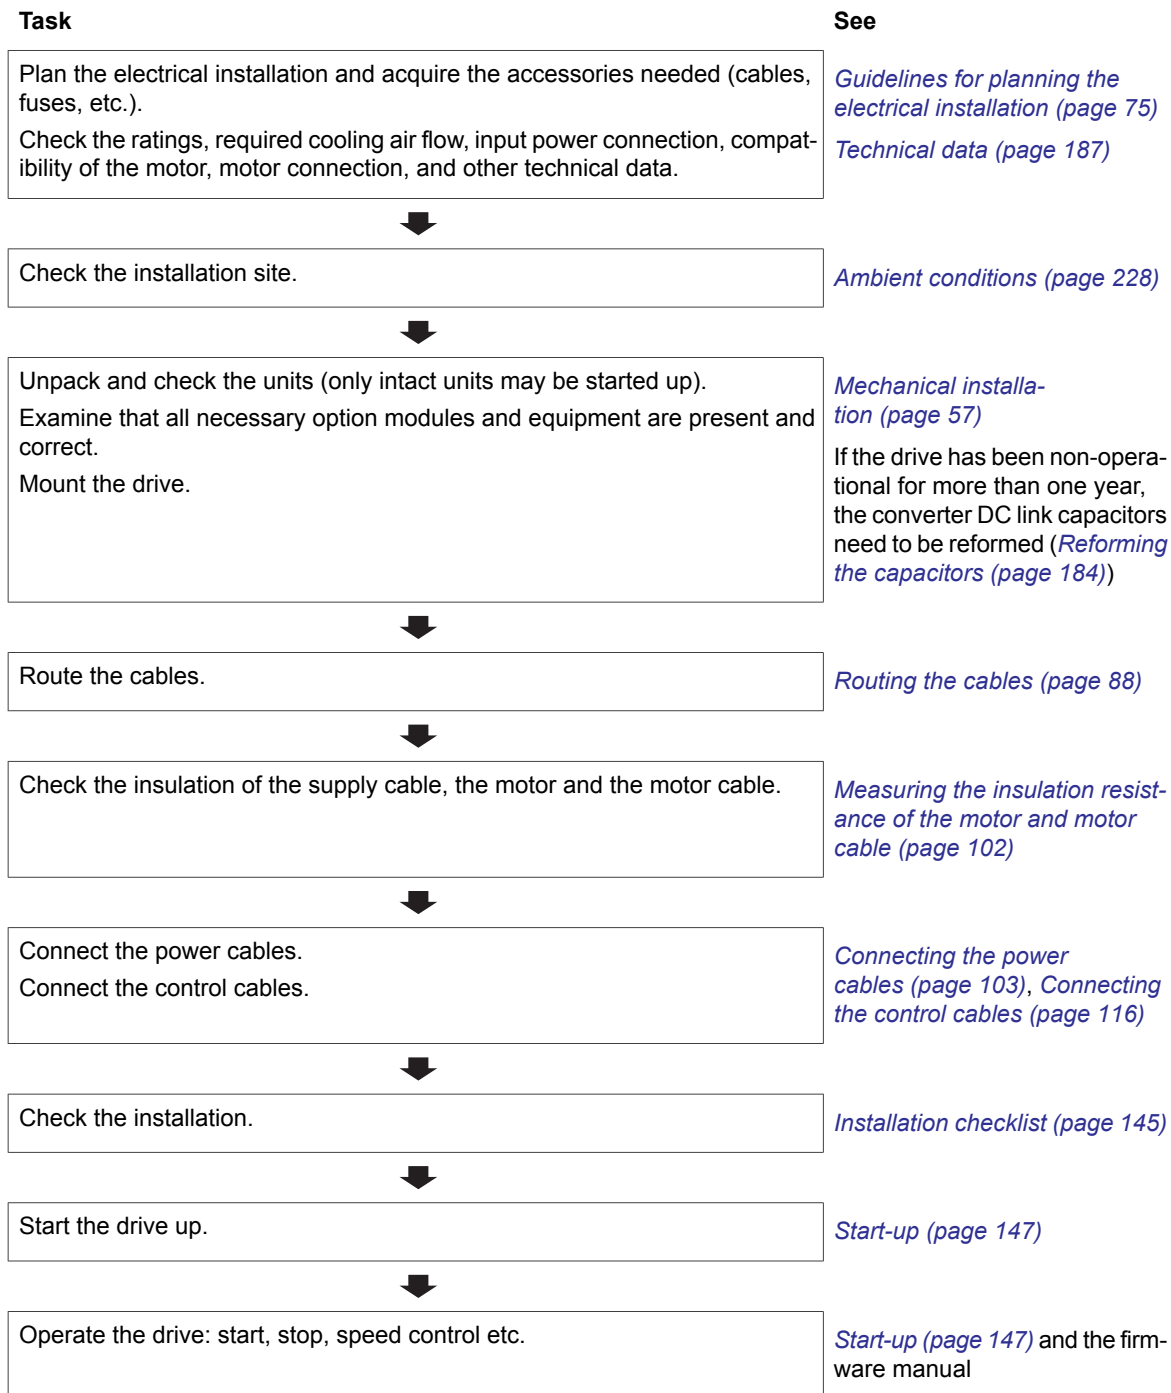 Task
See
Plan the electrical installation and acquire the accessories needed (cables,
fuses, etc.).
Check the ratings, required cooling air flow, input power connection, compat-
ibility of the motor, motor connection, and other technical data.
Guidelines for planning the
electrical installation (page 75)
Technical data (page 187)
Check the installation site.
Ambient conditions (page 228)
Unpack and check the units (only intact units may be started up).
Examine that all necessary option modules and equipment are present and
correct.
Mount the drive.
Mechanical installa-
tion (page 57)
If the drive has been non-opera-
tional for more than one year,
the converter DC link capacitors
need to be reformed (Reforming
the capacitors (page 184))
Route the cables.
Routing the cables (page 88)
Check the insulation of the supply cable, the motor and the motor cable.
Measuring the insulation resist-
ance of the motor and motor
cable (page 102)
Connect the power cables.
Connect the control cables.
Connecting the power
cables (page 103), Connecting
the control cables (page 116)
Check the installation.
Installation checklist (page 145)
Start the drive up.
Start-up (page 147)
Operate the drive: start, stop, speed control etc.
Start-up (page 147) and the firm-
ware manual